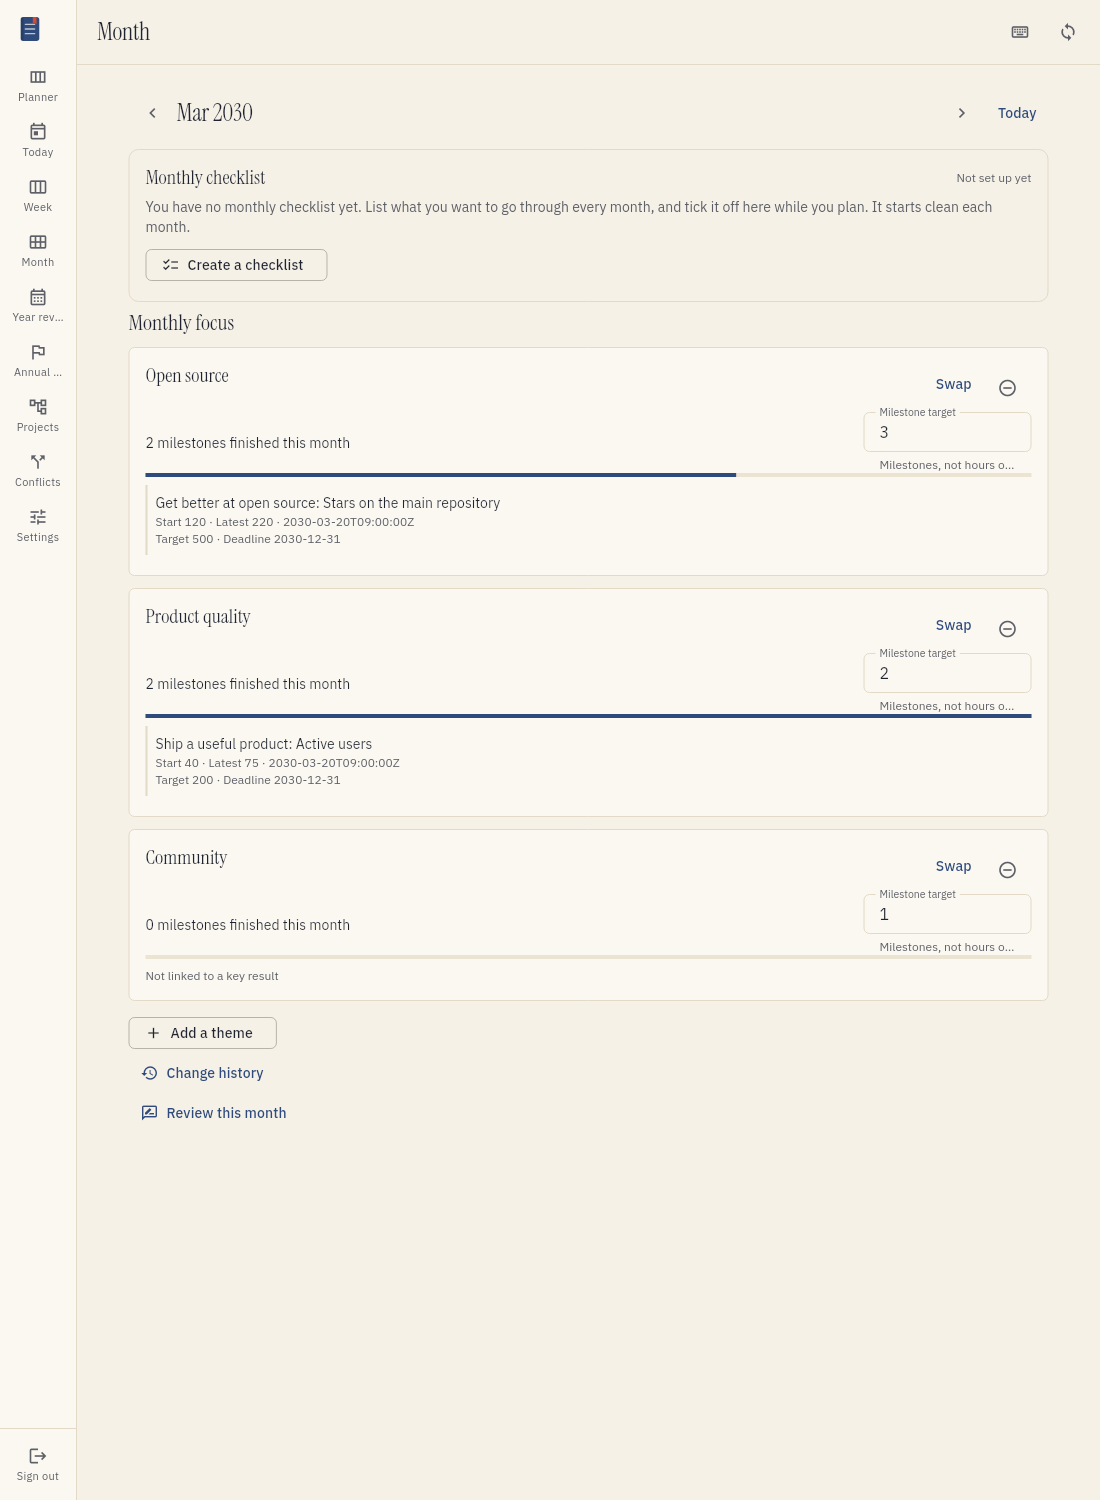 Month
Planner
Today
Week
Month
Year rev...
Annual ...
Projects
Conflicts
Settings
Sign out
Mar 2030
Today
Monthly checklist
Not set up yet
You have no monthly checklist yet. List what you want to go through every month, and tick it off here while you plan. It starts clean each
month.
Create a checklist
Monthly focus
Open source
Swap
Milestone target
3
2 milestones finished this month
Milestones, not hours o...
Get better at open source: Stars on the main repository
Start 120 · Latest 220 · 2030-03-20T09:00:00Z
Target 500 · Deadline 2030-12-31
Product quality
Swap
Milestone target
2
2 milestones finished this month
Milestones, not hours o...
Ship a useful product: Active users
Start 40 · Latest 75 · 2030-03-20T09:00:00Z
Target 200 · Deadline 2030-12-31
Community
Swap
Milestone target
1
0 milestones finished this month
Milestones, not hours o...
Not linked to a key result
Add a theme
Change history
Review this month